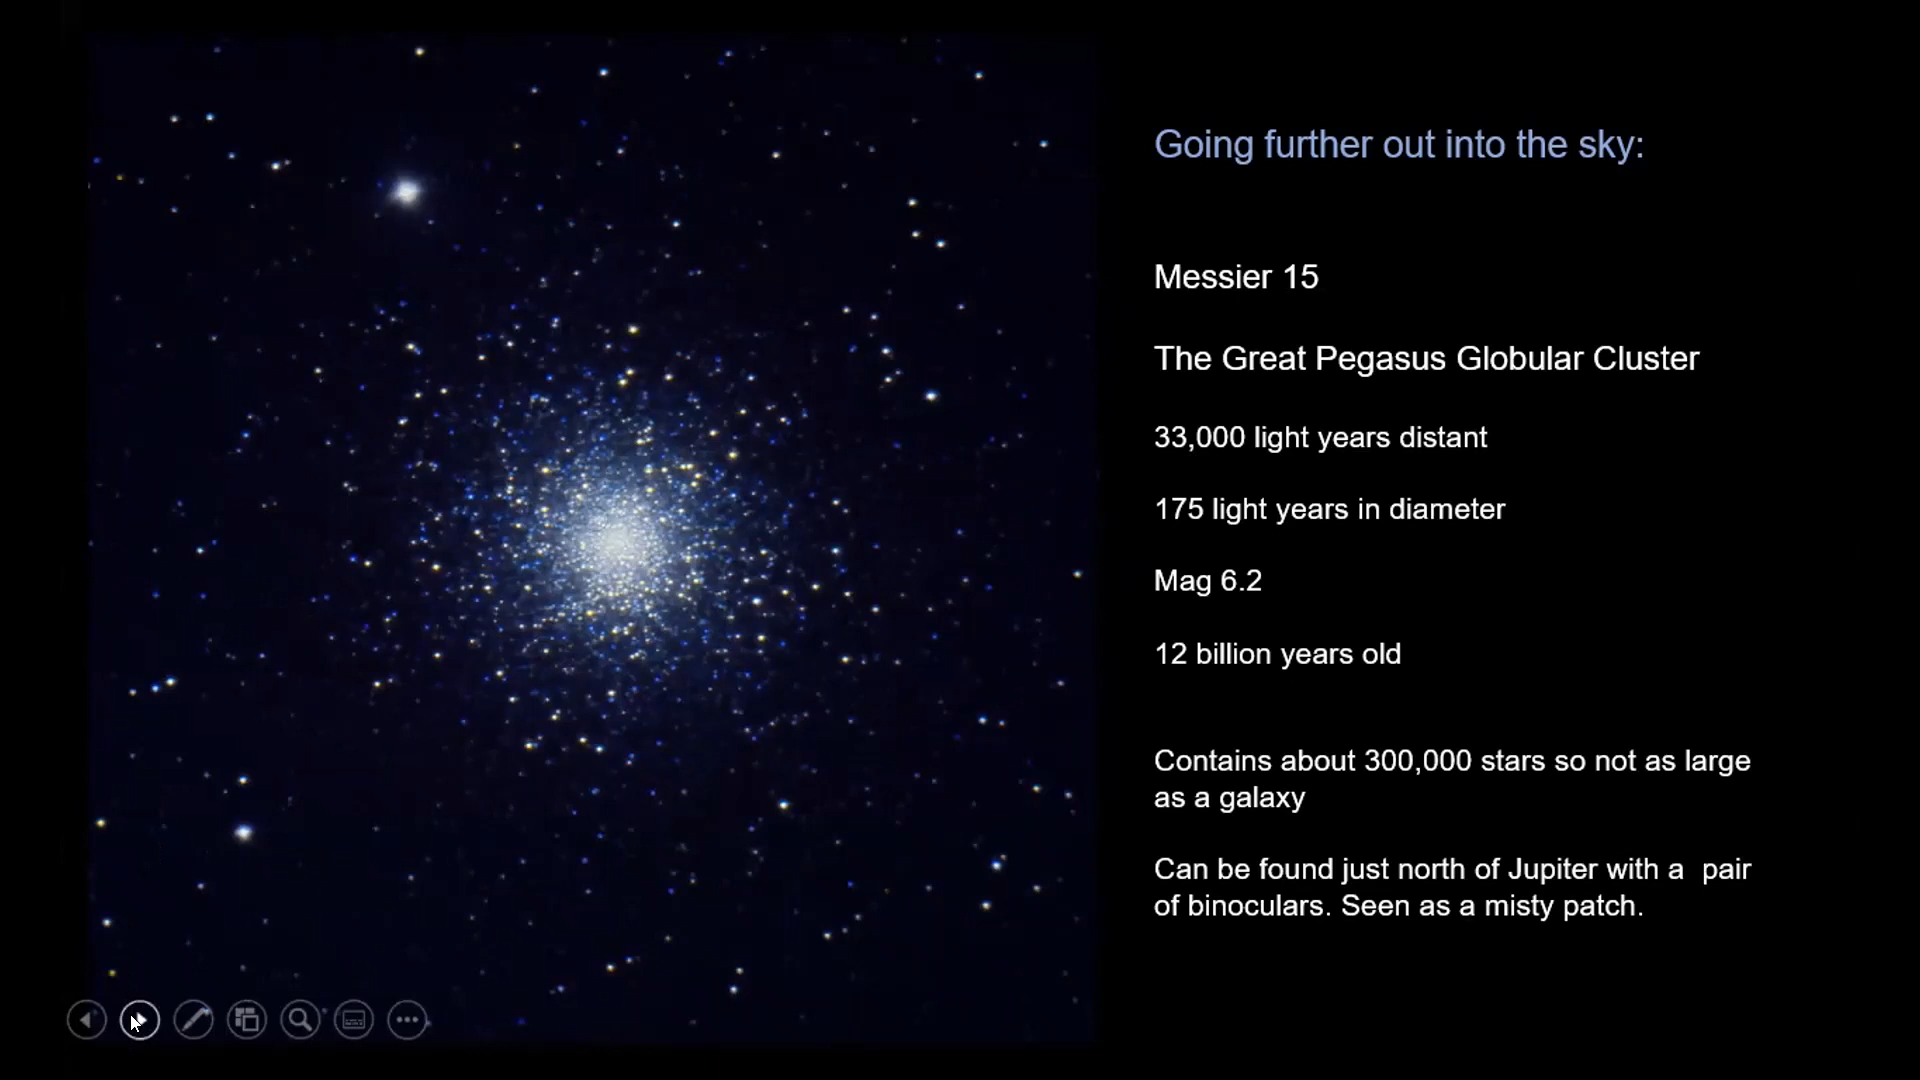 Going further out into the sky:
Messier 15
The Great Pegasus Globular Cluster
33,000 light years distant
175 light years in diameter
Mag 6.2
12 billion years old
Contains about 300,000 stars so not as large
as a galaxy
Can be found just north of Jupiter with a  pair
of binoculars. Seen as a misty patch.